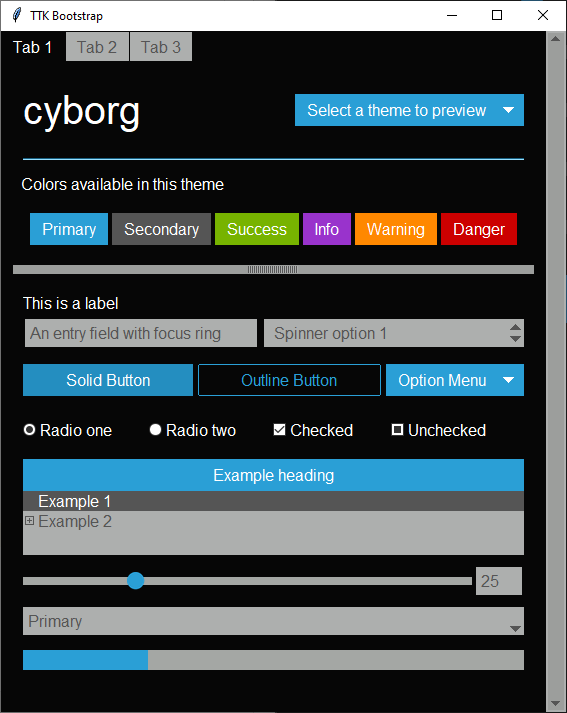 TTK Bootstrap
Tab 1 Tab 2 Tab 3
cyborg
Select a theme to preview
Colors available in this theme
Primary Secondary Success Info Warning Danger
This is a label
An entry field with focus ring Spinner option 1
Solid Button Outline Button Option Menu
Radio one Radio two Checked Unchecked
Example heading
Example 1
Example 2
25
Primary